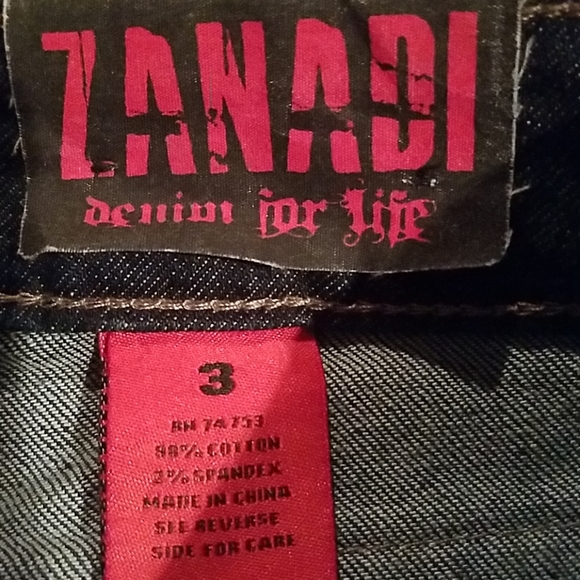 ZANADI
denim for life
3
RN 74753
98% COTTON
2% SPANDEX
MADE IN CHINA
SEE REVERSE
SIDE FOR CARE